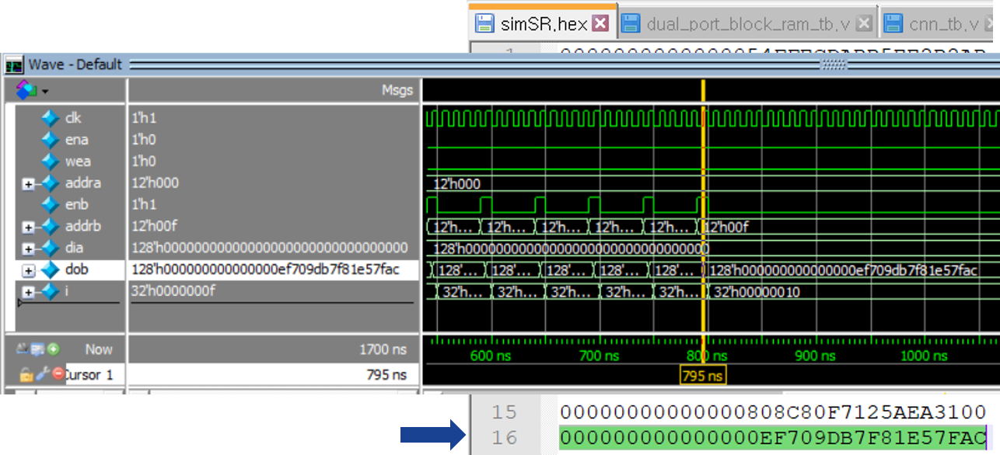 simSR.hex
dual_port_block_ram_tb.v
cnn_tb.v
Wave - Default
Msgs
clk 1'h1
ena 1'h0
wea 1'h0
addra 12'h000 12'h000
enb 1'h1
addrb 12'h00f 12'h... 12'h... 12'h... 12'h... 12'h... 12'h00f
dia 128'h00000000000000000000000000000000 128'h00000000000000000000000000000000
dob 128'h000000000000000ef709db7f81e57fac 128'... 128'... 128'... 128'... 128'... 128'h000000000000000ef709db7f81e57fac
i 32'h0000000f 32'h... 32'h... 32'h... 32'h... 32'h... 32'h00000010
Now 1700 ns 600 ns 700 ns 800 ns 900 ns 1000 ns
Cursor 1 795 ns 795 ns
15 00000000000000808C80F7125AEA3100
16 000000000000000EF709DB7F81E57FAC